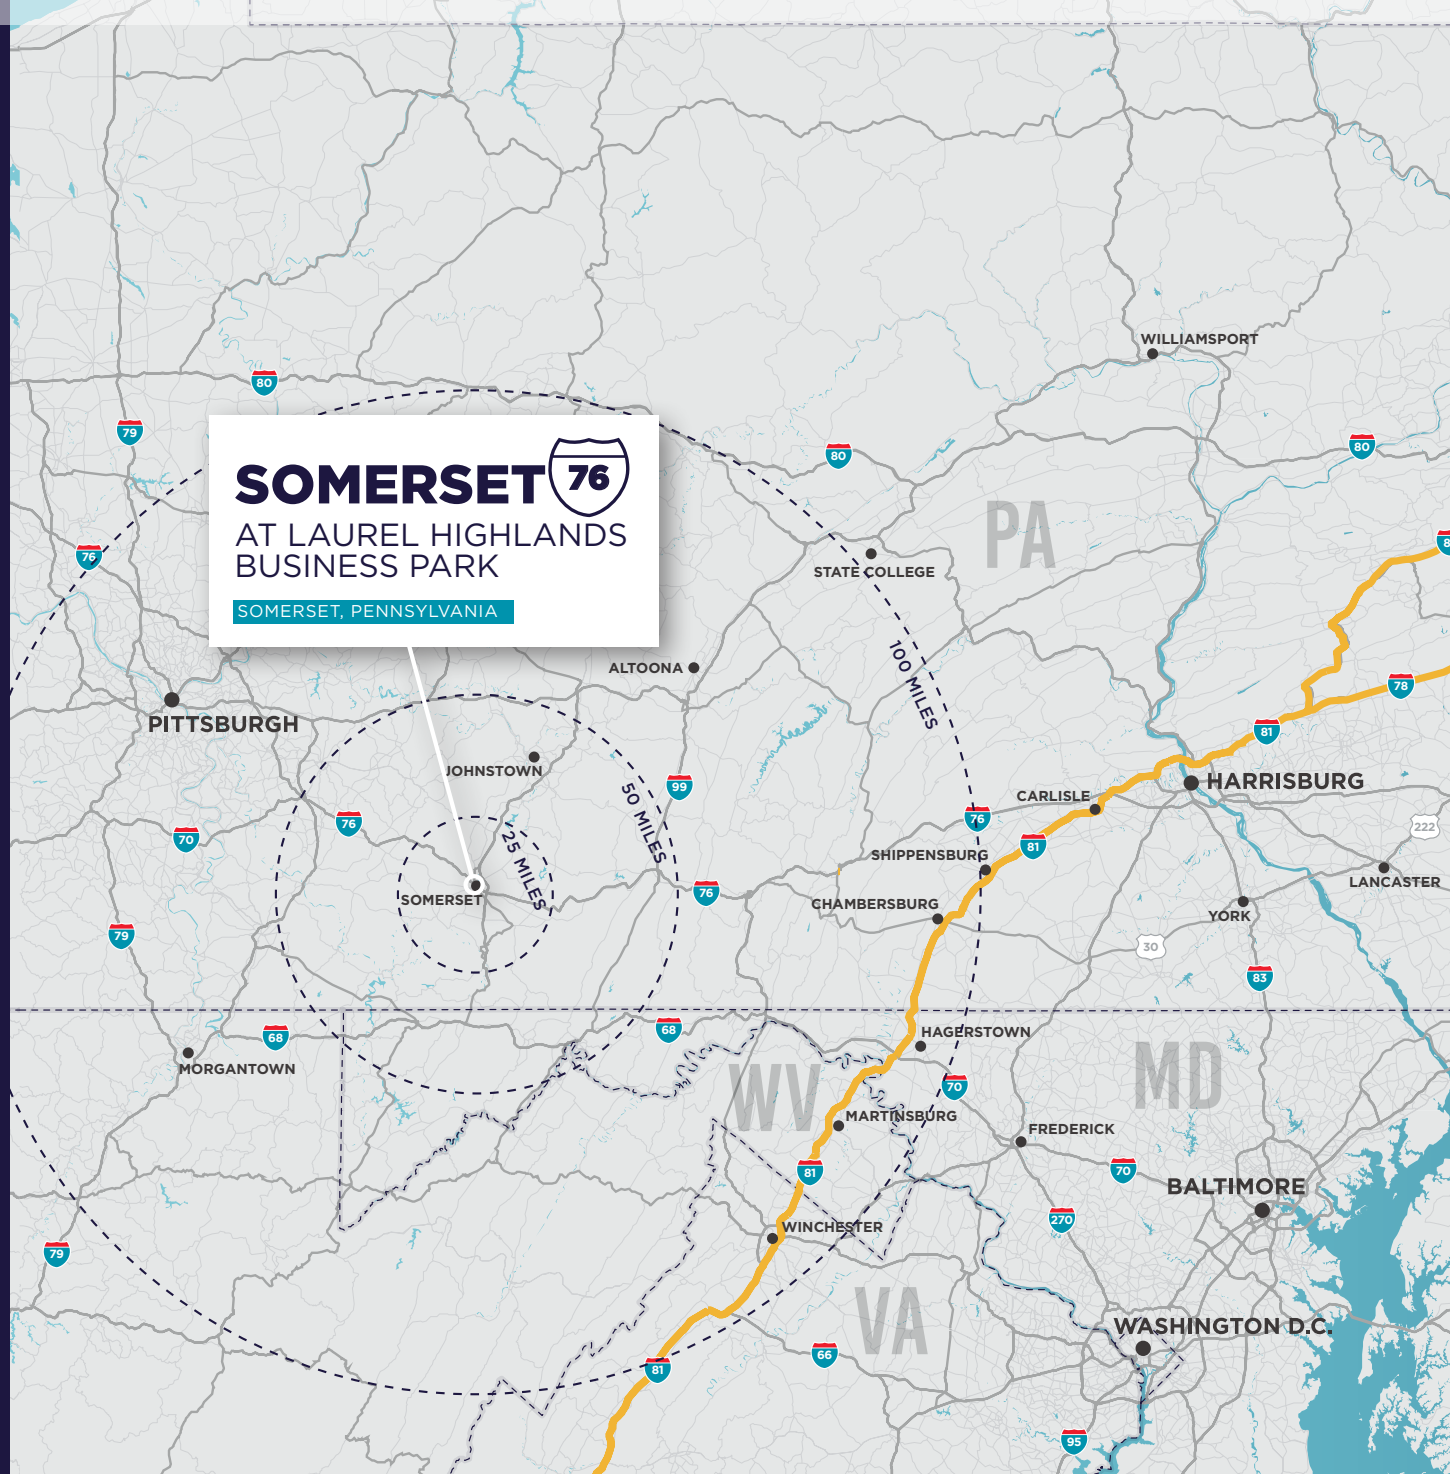 WILLIAMSPORT
80
79
80
80
SOMERSET 76
AT LAUREL HIGHLANDS
BUSINESS PARK
SOMERSET, PENNSYLVANIA
PA
76
STATE COLLEGE
ALTOONA
100 MILES
78
PITTSBURGH
81
JOHNSTOWN
99
50 MILES
HARRISBURG
CARLISLE
76
76
70
25 MILES
81
222
SHIPPENSBURG
LANCASTER
SOMERSET
76
CHAMBERSBURG
YORK
79
30
83
68
68
HAGERSTOWN
MORGANTOWN
WV
MD
70
MARTINSBURG
FREDERICK
81
70
BALTIMORE
270
WINCHESTER
79
VA
WASHINGTON D.C.
66
81
95